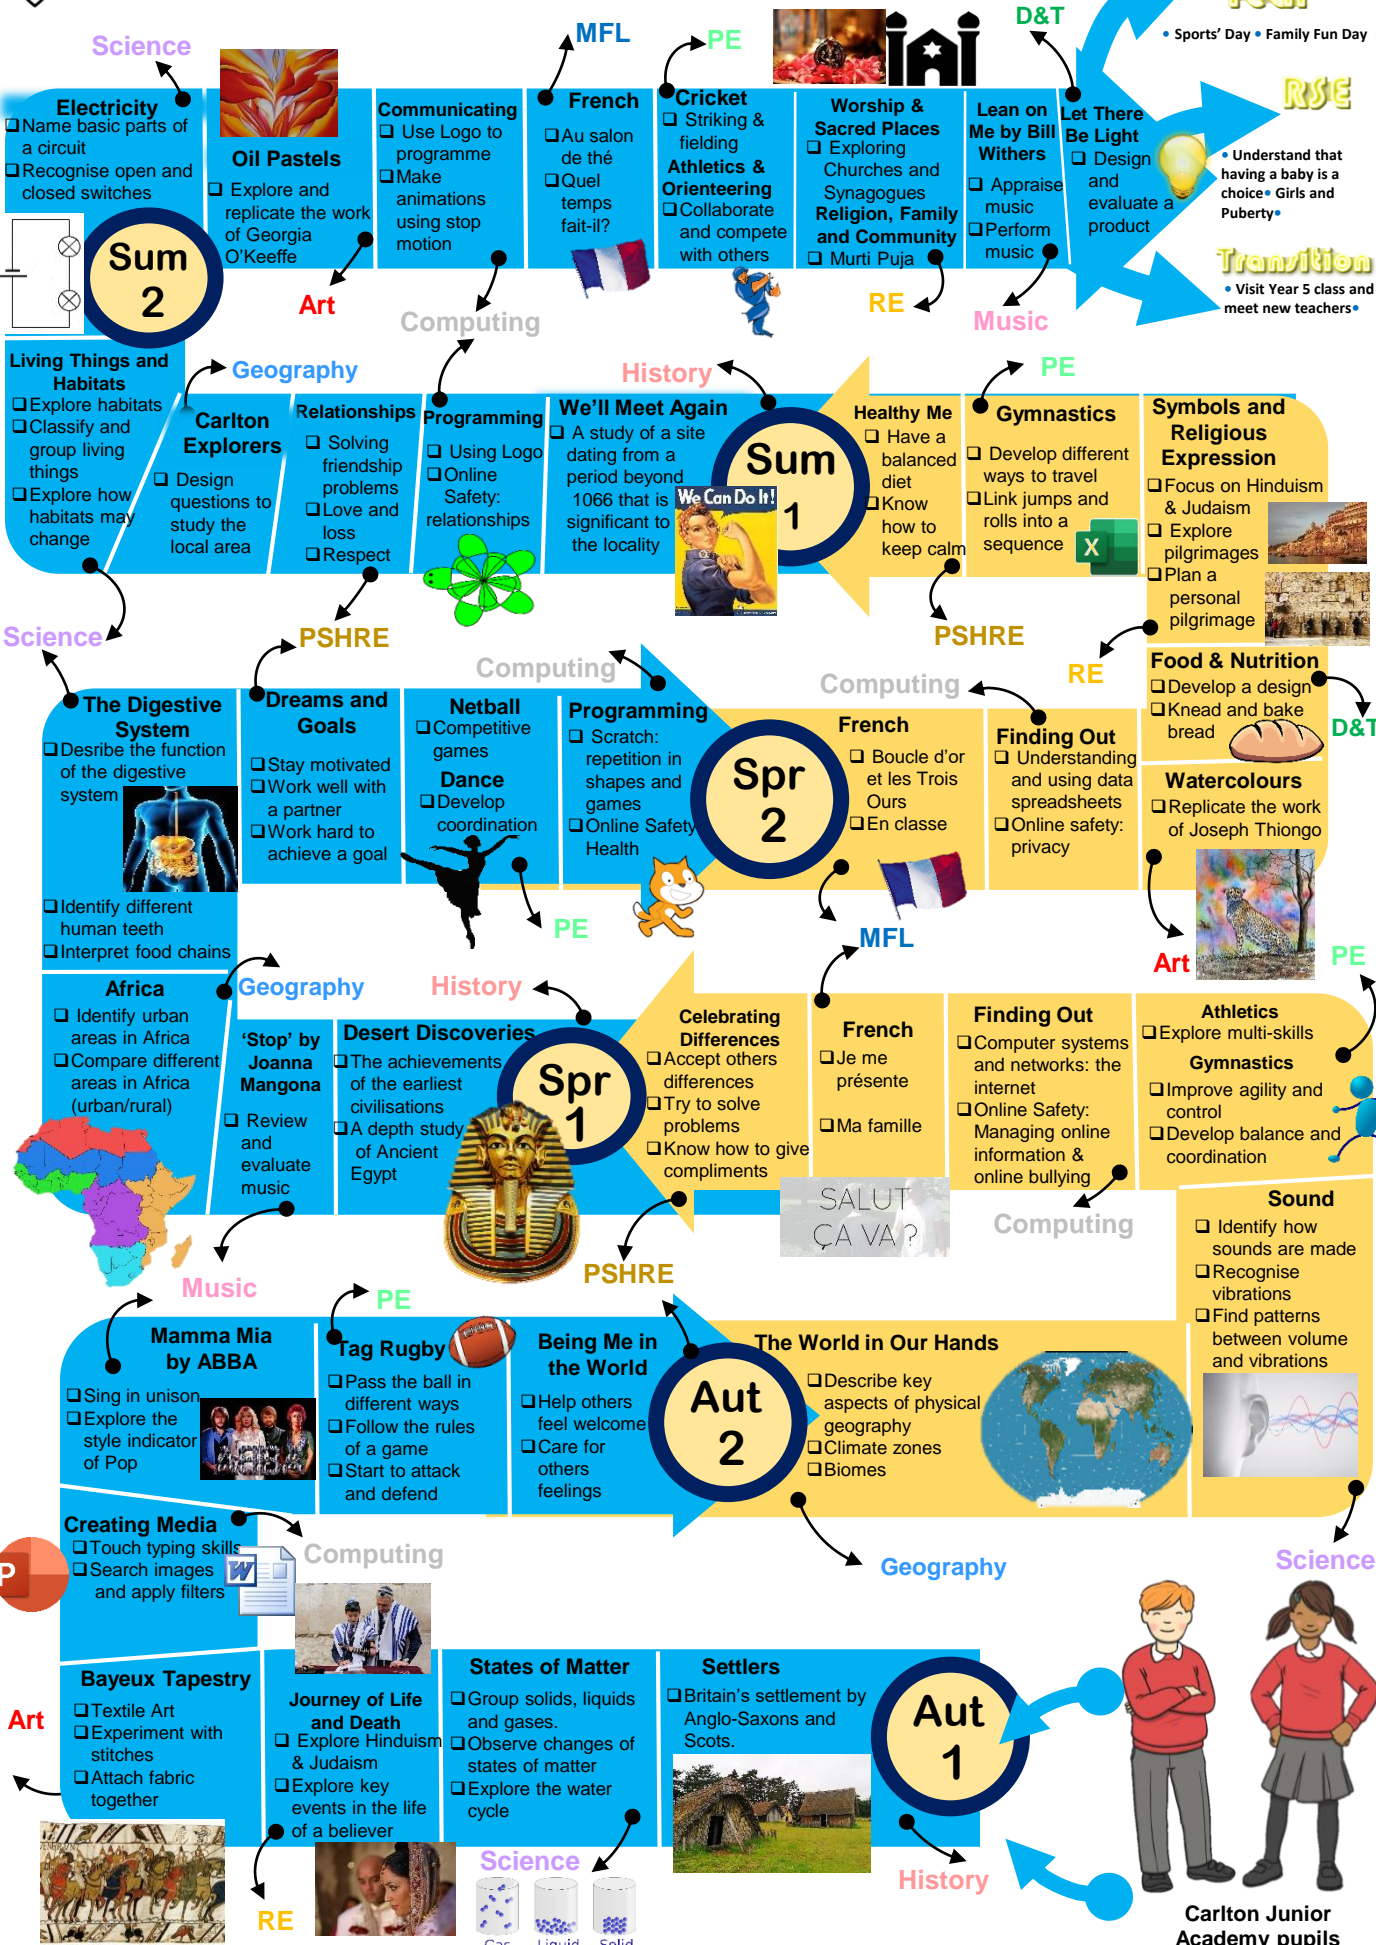 D&T
• Sports' Day • Family Fun Day
MFL
PE
Science
RSE
• Understand that
having a baby is a
choice• Girls and
Puberty•
Transition
• Visit Year 5 class and
meet new teachers•
Electricity
Name basic parts of
a circuit
Recognise open and
closed switches
Oil Pastels
Explore and
replicate the work
of Georgia
O'Keeffe
Art
Communicating
Use Logo to
programme
Make
animations
using stop
motion
Computing
French
Au salon
de thé
Quel
temps
fait-il?
Cricket
Striking &
fielding
Athletics &
Orienteering
Collaborate
and compete
with others
Worship &
Sacred Places
Exploring
Churches and
Synagogues
Religion, Family
and Community
Murti Puja
RE
Lean on
Me by Bill
Withers
Appraise
music
Perform
music
Music
Let There
Be Light
Design
and
evaluate a
product
Sum
2
Living Things and
Habitats
Explore habitats
Classify and
group living
things
Explore how
habitats may
change
Science
Geography
Carlton
Explorers
Design
questions to
study the
local area
Relationships
Solving
friendship
problems
Love and
loss
Respect
PSHRE
Programming
Using Logo
Online
Safety:
relationships
History
We'll Meet Again
A study of a site
dating from a
period beyond
1066 that is
significant to
the locality
We Can Do It!
Sum
1
Healthy Me
Have a
balanced
diet
Know
how to
keep calm
PSHRE
PE
Gymnastics
Develop different
ways to travel
Link jumps and
rolls into a
sequence
X
Symbols and
Religious
Expression
Focus on Hinduism
& Judaism
Explore
pilgrimages
Plan a
personal
pilgrimage
RE
Food & Nutrition
Develop a design
Knead and bake
bread
D&T
Watercolours
Replicate the work
of Joseph Thiongo
Art
Computing
Finding Out
Understanding
and using data
spreadsheets
Online safety:
privacy
French
Boucle d'or
et les Trois
Ours
En classe
MFL
Spr
2
Computing
Programming
Scratch:
repetition in
shapes and
games
Online Safety
Health
Netball
Competitive
games
Dance
Develop
coordination
PE
Dreams and
Goals
Stay motivated
Work well with
a partner
Work hard to
achieve a goal
The Digestive
System
Desribe the function
of the digestive
system
Identify different
human teeth
Interpret food chains
Africa
Identify urban
areas in Africa
Compare different
areas in Africa
(urban/rural)
Geography
'Stop' by
Joanna
Mangona
Review
and
evaluate
music
Music
History
Desert Discoveries
The achievements
of the earliest
civilisations
A depth study
of Ancient
Egypt
Spr
1
Celebrating
Differences
Accept others
differences
Try to solve
problems
Know how to give
compliments
PSHRE
French
Je me
présente
Ma famille
SALUT
ÇA VA ?
Finding Out
Computer systems
and networks: the
internet
Online Safety:
Managing online
information &
online bullying
Computing
PE
Athletics
Explore multi-skills
Gymnastics
Improve agility and
control
Develop balance and
coordination
Sound
Identify how
sounds are made
Recognise
vibrations
Find patterns
between volume
and vibrations
Science
The World in Our Hands
Describe key
aspects of physical
geography
Climate zones
Biomes
Geography
Aut
2
Being Me in
the World
Help others
feel welcome
Care for
others
feelings
PE
Tag Rugby
Pass the ball in
different ways
Follow the rules
of a game
Start to attack
and defend
Mamma Mia
by ABBA
Sing in unison
Explore the
style indicator
of Pop
Creating Media
Touch typing skills
Search images
and apply filters
P
W
Computing
Art
Bayeux Tapestry
Textile Art
Experiment with
stitches
Attach fabric
together
Journey of Life
and Death
Explore Hinduism
& Judaism
Explore key
events in the life
of a believer
RE
States of Matter
Group solids, liquids
and gases.
Observe changes of
states of matter
Explore the water
cycle
Science
Gas Liquid Solid
Settlers
Britain's settlement by
Anglo-Saxons and
Scots.
Aut
1
History
Carlton Junior
Academy pupils